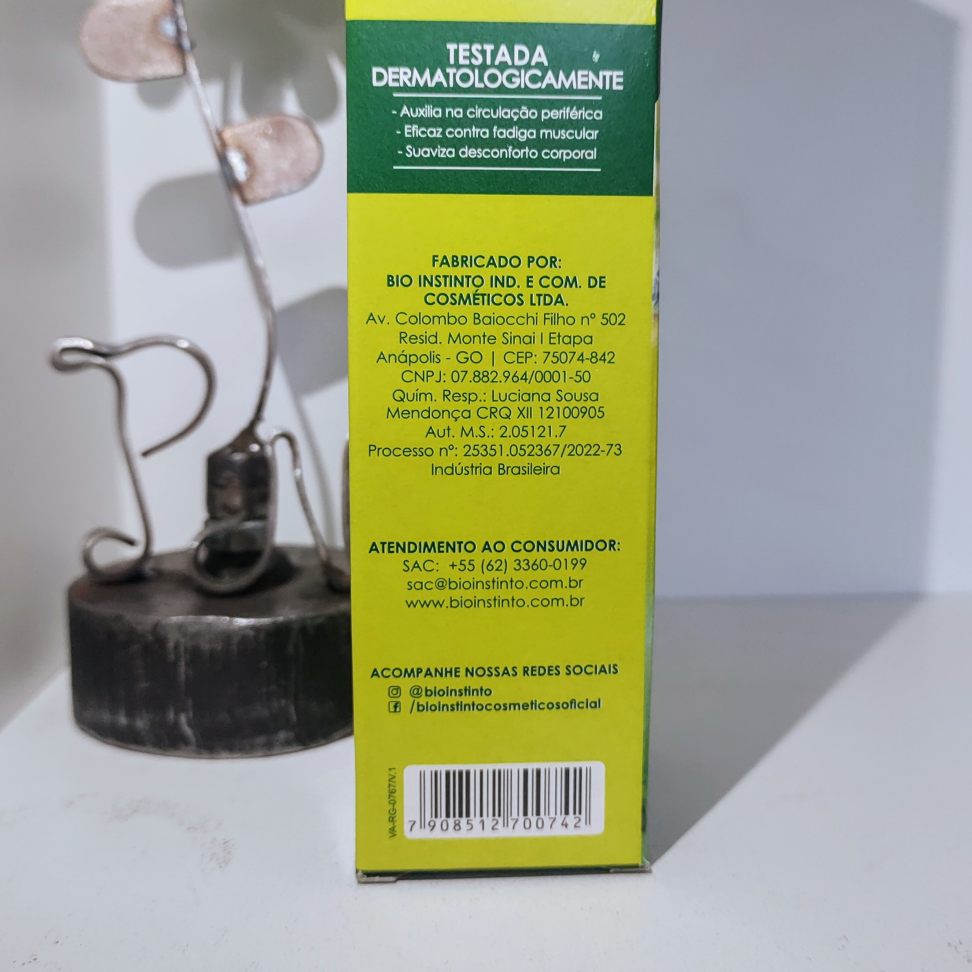 TESTADA
DERMATOLOGICAMENTE
- Auxilia na circulação periférica
- Eficaz contra fadiga muscular
- Suaviza desconforto corporal
FABRICADO POR:
BIO INSTINTO IND. E COM. DE
COSMÉTICOS LTDA.
Av. Colombo Baiocchi Filho nº 502
Resid. Monte Sinai I Etapa
Anápolis - GO | CEP: 75074-842
CNPJ: 07.882.964/0001-50
Quím. Resp.: Luciana Sousa
Mendonça CRQ XII 12100905
Aut. M.S.: 2.05121.7
Processo nº: 25351.052367/2022-73
Indústria Brasileira
ATENDIMENTO AO CONSUMIDOR:
SAC: +55 (62) 3360-0199
sac@bioinstinto.com.br
www.bioinstinto.com.br
ACOMPANHE NOSSAS REDES SOCIAIS
@bioinstinto
/bioinstintocosmeticosoficial
VA-RG-0767/V.1
7 908512 700742